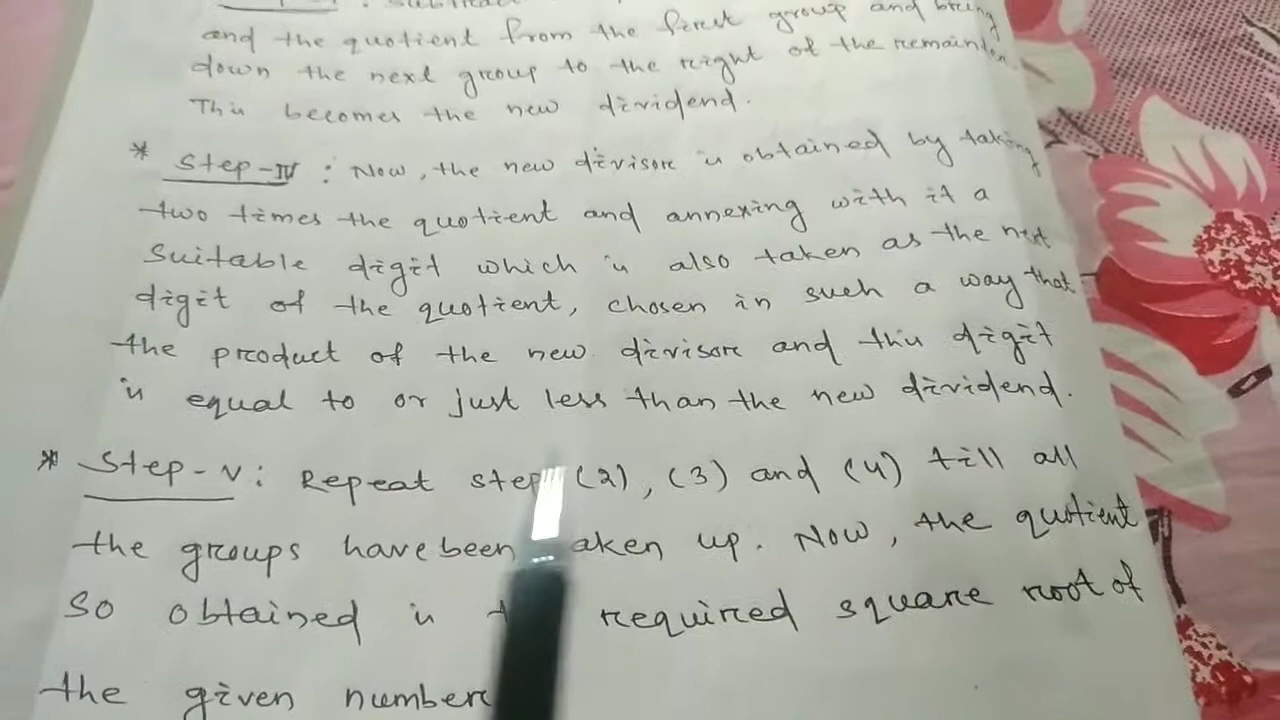 : Subtract
and the quotient from the first group and bring
down the next group to the right of the remainder.
This becomes the new dividend.
* Step-IV : Now, the new divisor is obtained by taking
two times the quotient and annexing with it a
suitable digit which is also taken as the next
digit of the quotient, chosen in such a way that
the product of the new divisor and this digit
is equal to or just less than the new dividend.
* Step-V : Repeat step (2), (3) and (4) till all
the groups have been taken up. Now, the quotient
so obtained is the required square root of
the given number